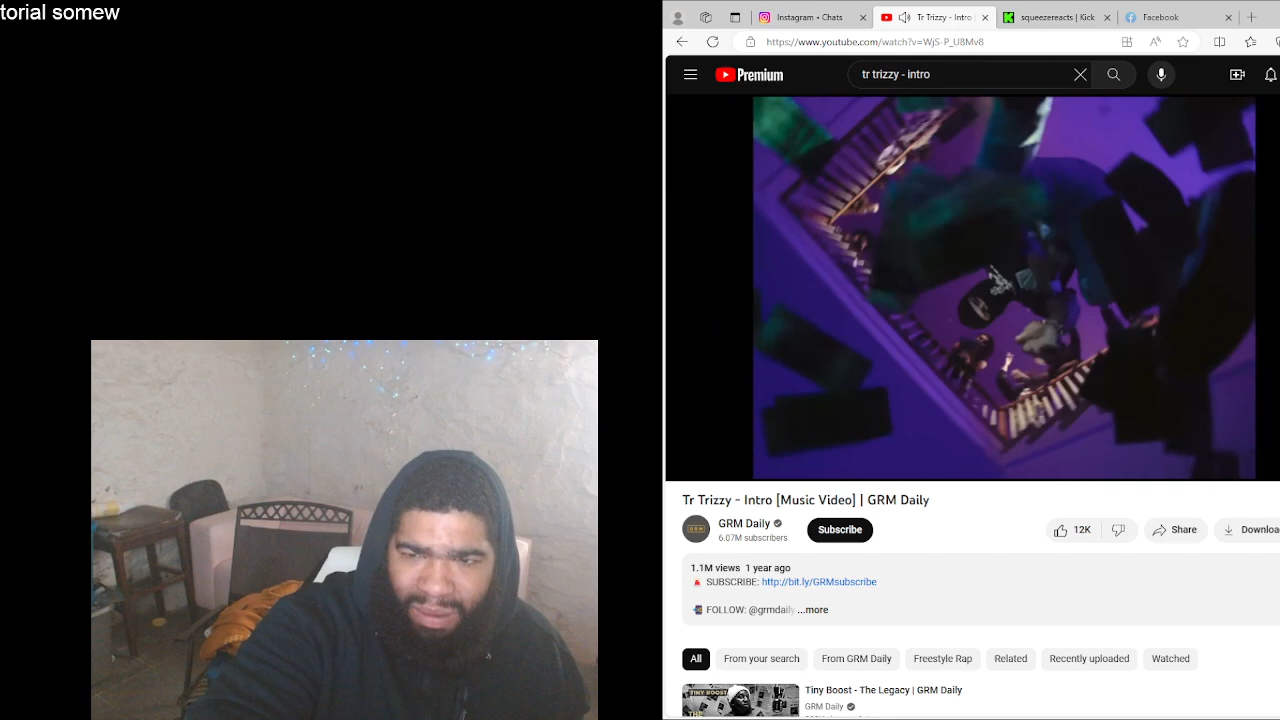 torial somew
Instagram • Chats
Tr Trizzy - Intro
squeezereacts | Kick
Facebook
https://www.youtube.com/watch?v=WjS-P_U8Mv8
Premium
tr trizzy - intro
Tr Trizzy - Intro [Music Video] | GRM Daily
GRM Daily
6.07M subscribers
Subscribe
12K
Share
Downloa
1.1M views 1 year ago
SUBSCRIBE: http://bit.ly/GRMsubscribe
FOLLOW: @grmdaily ...more
All
From your search
From GRM Daily
Freestyle Rap
Related
Recently uploaded
Watched
TINY BOOST
THE
Tiny Boost - The Legacy | GRM Daily
GRM Daily